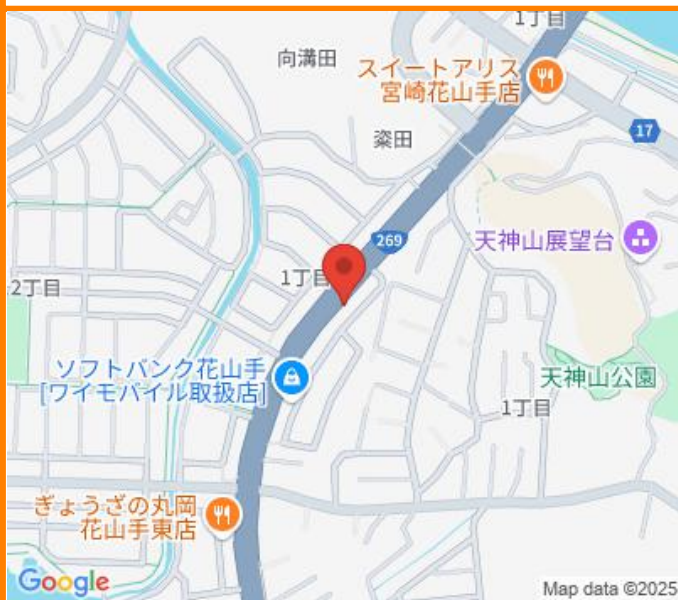 1丁目
向溝田
スイートアリス
宮崎花山手店
17
楽田
269
天神山展望台
1丁目
2丁目
ソフトバンク花山手
[ワイモバイル取扱店]
天神山公園
1丁目
ぎょうざの丸岡
花山手東店
Google
Map data ©2025